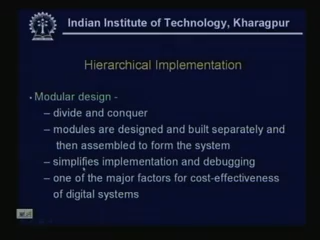 Indian Institute of Technology, Kharagpur
Hierarchical Implementation
• Modular design -
– divide and conquer
– modules are designed and built separately and
then assembled to form the system
– simplifies implementation and debugging
– one of the major factors for cost-effectiveness
of digital systems